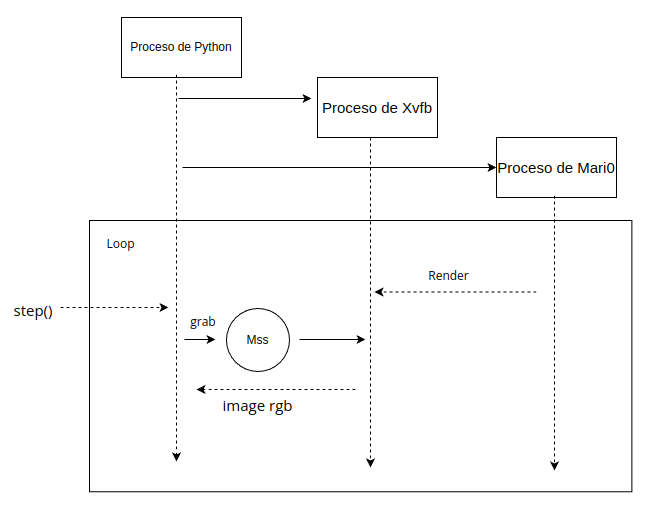 Proceso de Python
Proceso de Xvfb
Proceso de Mari0
Loop
Render
step()
grab
Mss
image rgb